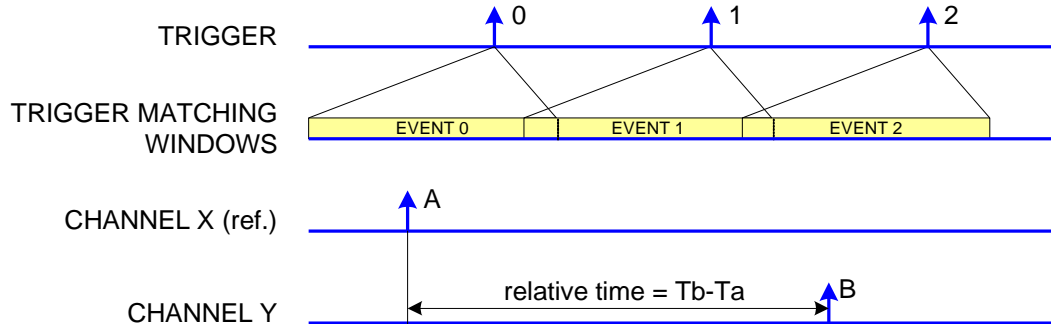 0
1
2
TRIGGER
TRIGGER MATCHING
WINDOWS
EVENT 0
EVENT 1
EVENT 2
CHANNEL X (ref.)
A
CHANNEL Y
relative time = Tb-Ta
B